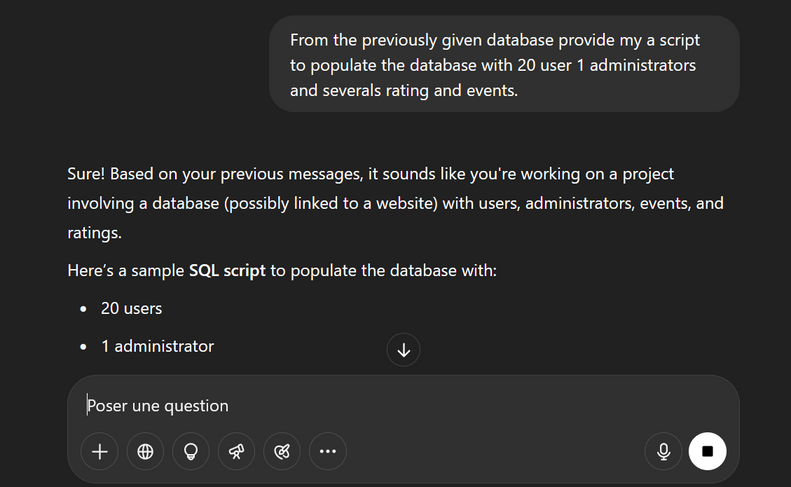 From the previously given database provide my a script
to populate the database with 20 user 1 administrators
and severals rating and events.
Sure! Based on your previous messages, it sounds like you're working on a project
involving a database (possibly linked to a website) with users, administrators, events, and
ratings.
Here’s a sample SQL script to populate the database with:
20 users
1 administrator
Poser une question